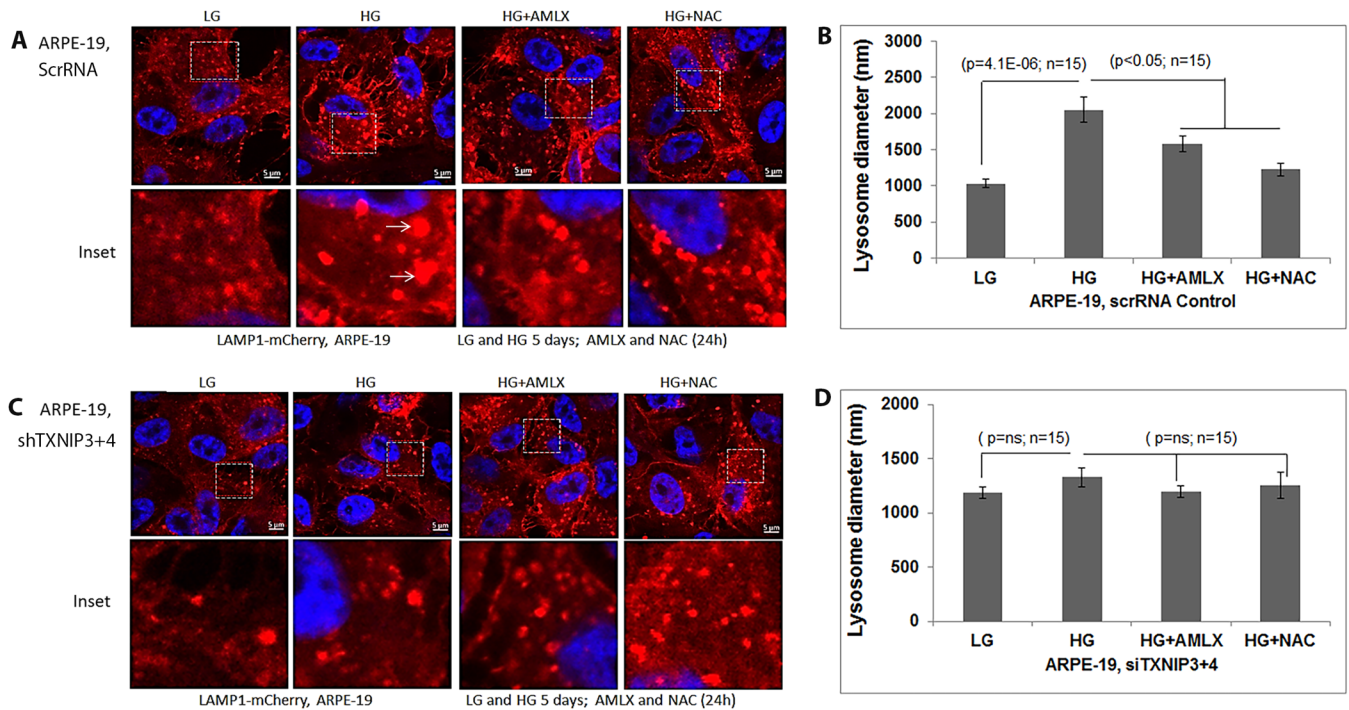 A
ARPE-19,
ScrRNA
LG HG HG+AMLX HG+NAC
5 µm 5 µm 5 µm 5 µm
Inset
LAMP1-mCherry, ARPE-19 LG and HG 5 days; AMLX and NAC (24h)
B
Lysosome diameter (nm)
3000
2500
2000
1500
1000
500
0
(p=4.1E-06; n=15) (p<0.05; n=15)
LG HG HG+AMLX HG+NAC
ARPE-19, scrRNA Control
C
ARPE-19,
shTXNIP3+4
LG HG HG+AMLX HG+NAC
5 µm 5 µm 5 µm 5 µm
Inset
LAMP1-mCherry, ARPE-19 LG and HG 5 days; AMLX and NAC (24h)
D
Lysosome diameter (nm)
2000
1500
1000
500
0
( p=ns; n=15) ( p=ns; n=15)
LG HG HG+AMLX HG+NAC
ARPE-19, siTXNIP3+4